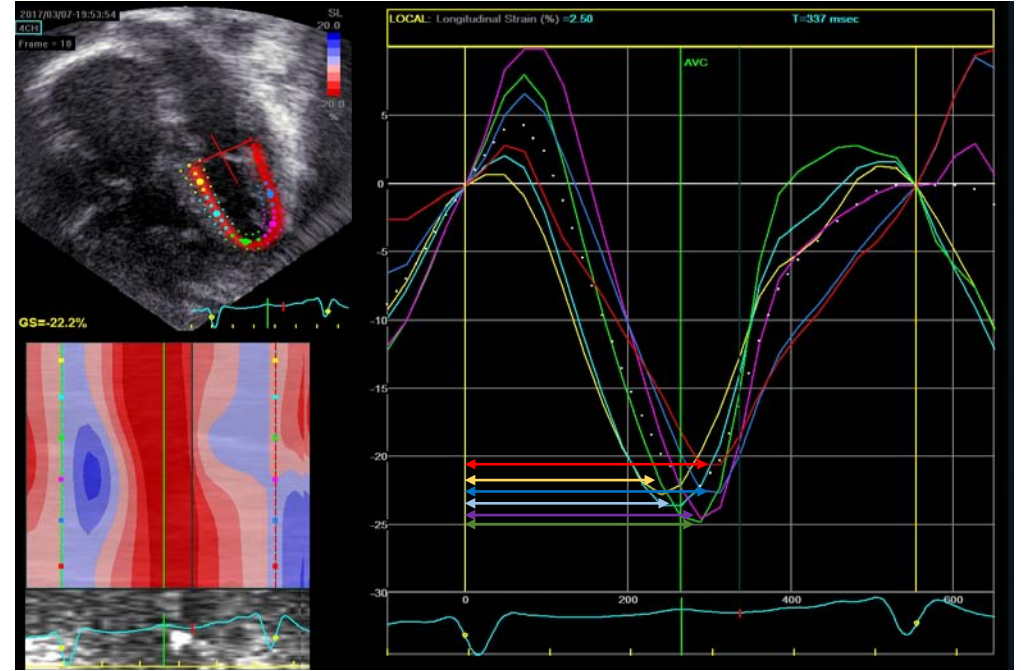 2017/03/07-19:53:54
4CH
Frame = 18
SL
20.0
-20.0
%
GS=-22.2%
LOCAL: Longitudinal Strain (%) =2.50
T=337 msec
AVC
5
0
-5
-10
-15
-20
-25
-30
0
200
400
600